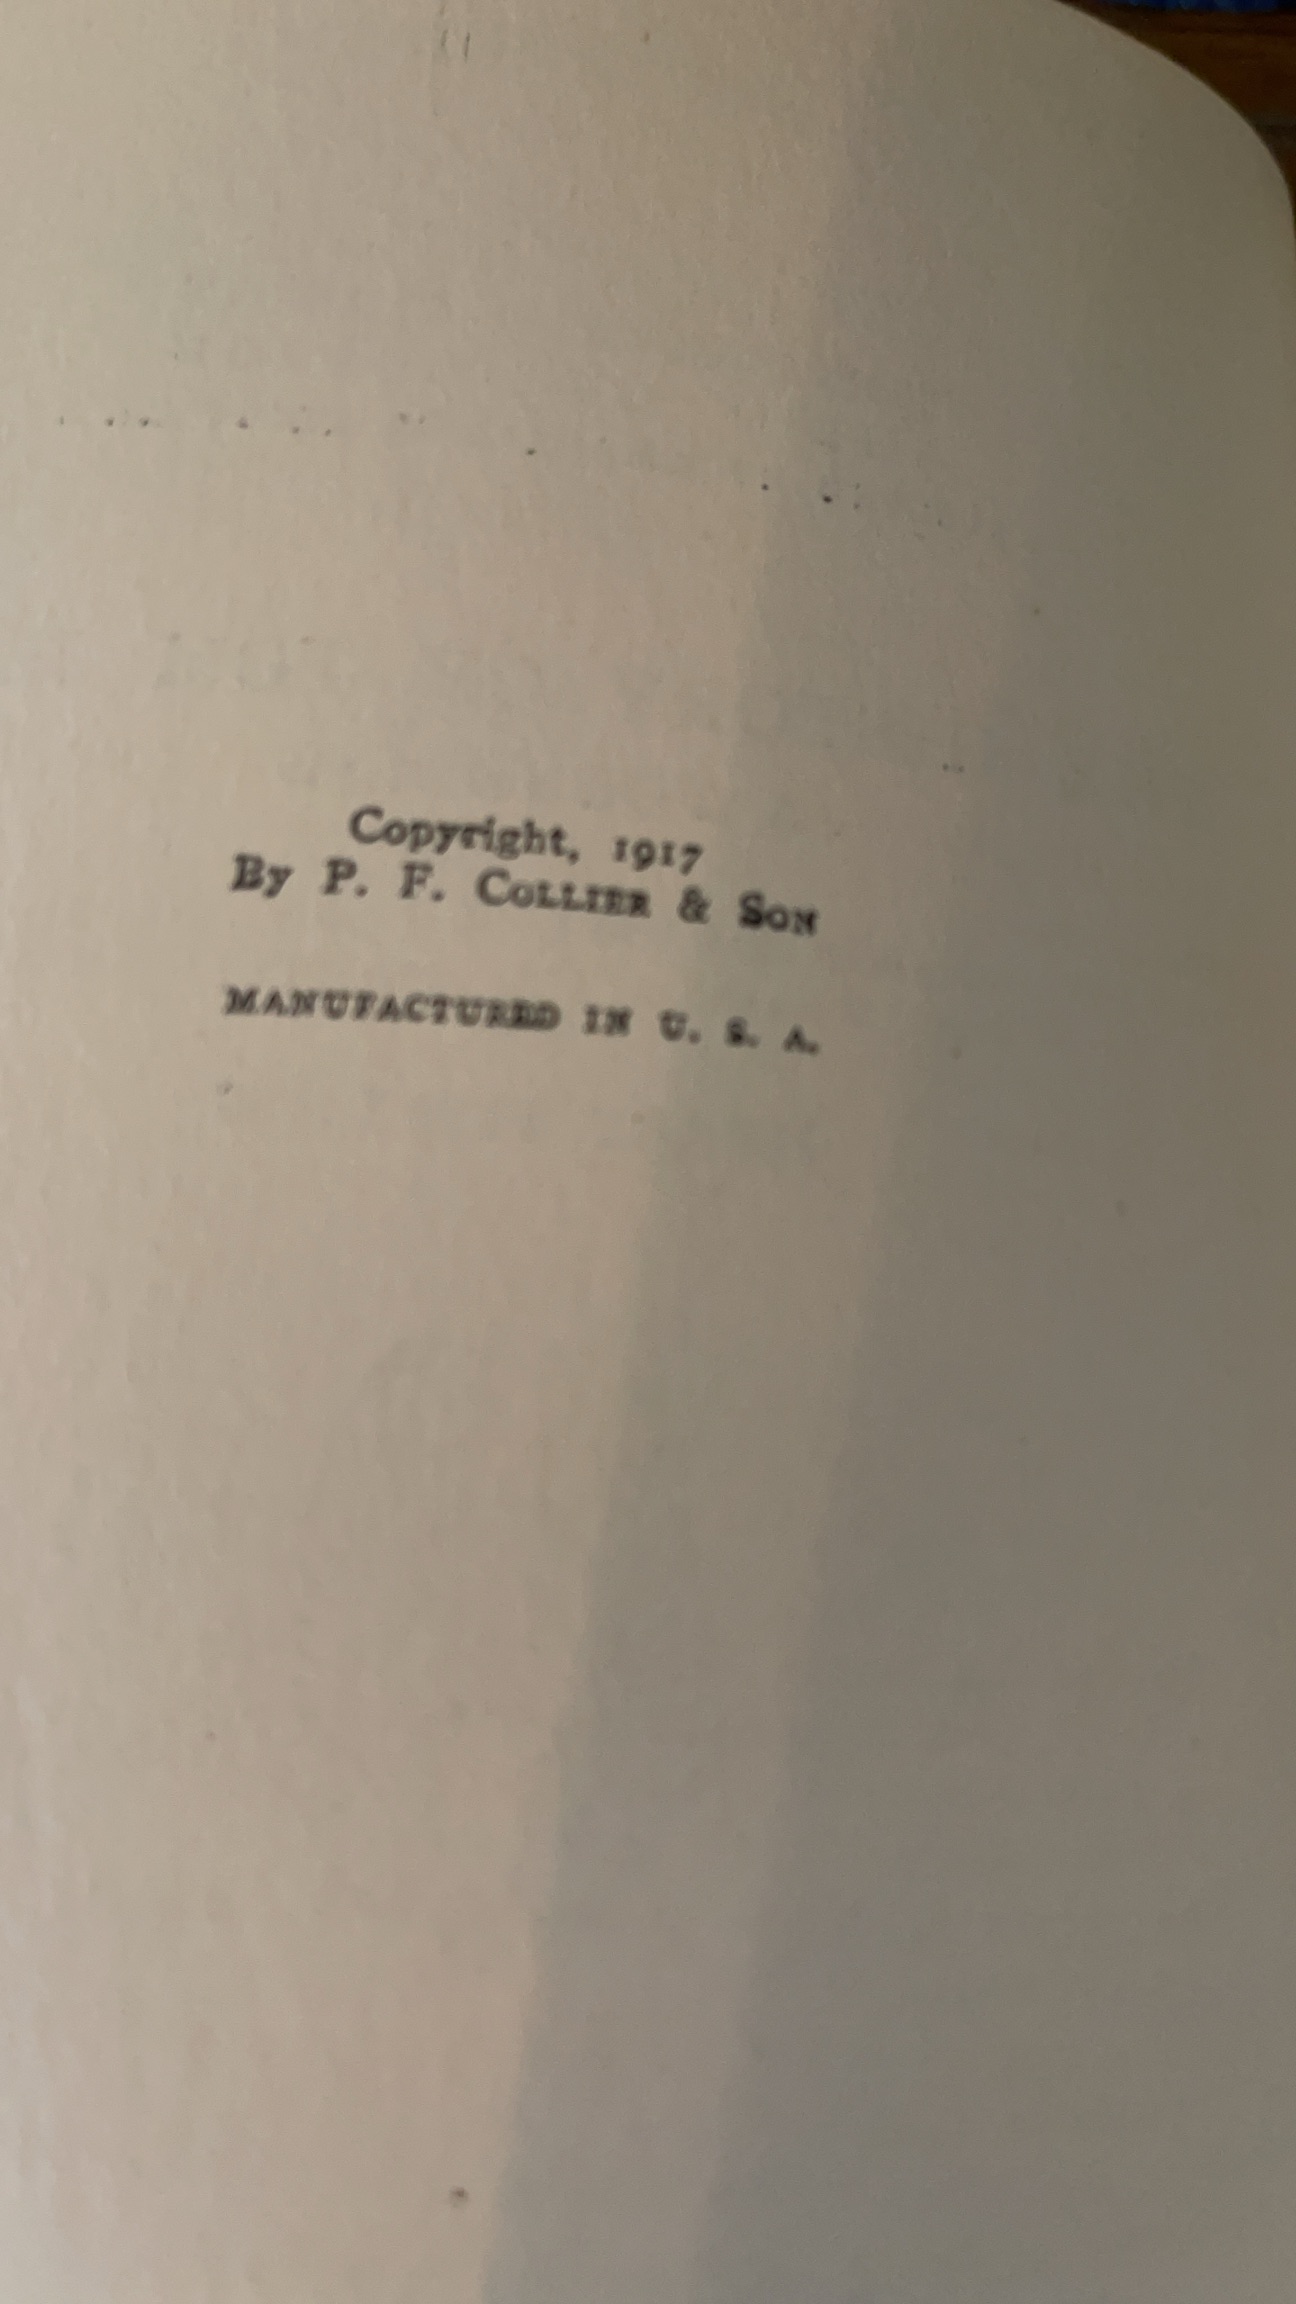 Copyright, 1917
By P. F. Collier & Son
MANUFACTURED IN U. S. A.